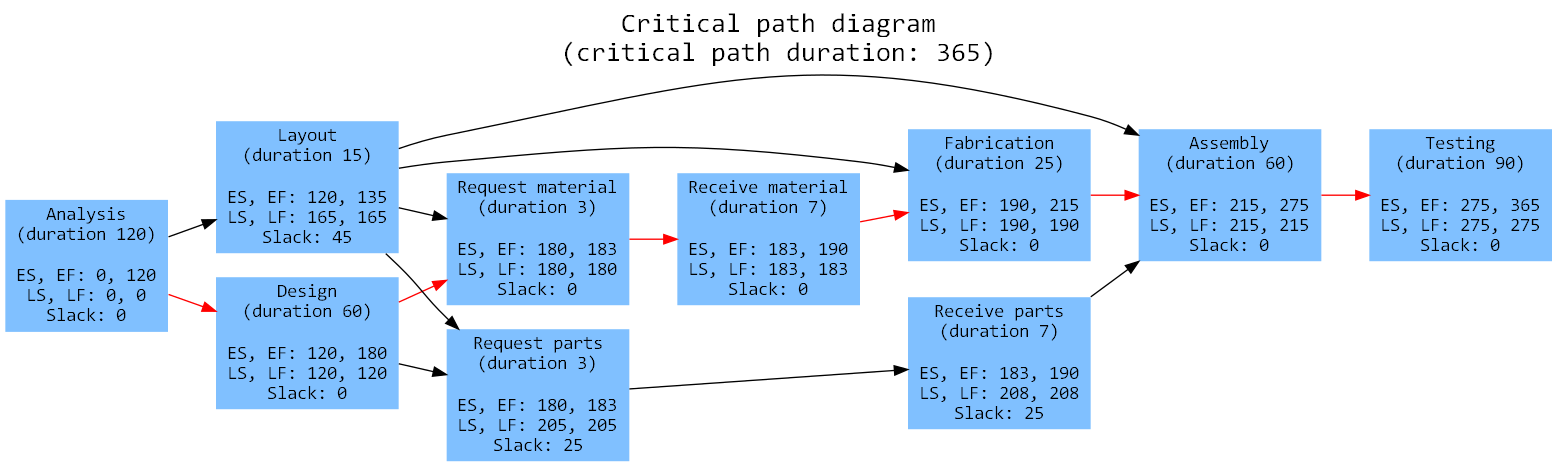 Critical path diagram
(critical path duration: 365)
Analysis
(duration 120)
ES, EF: 0, 120
LS, LF: 0, 0
Slack: 0
Layout
(duration 15)
ES, EF: 120, 135
LS, LF: 165, 165
Slack: 45
Design
(duration 60)
ES, EF: 120, 180
LS, LF: 120, 120
Slack: 0
Request material
(duration 3)
ES, EF: 180, 183
LS, LF: 180, 180
Slack: 0
Request parts
(duration 3)
ES, EF: 180, 183
LS, LF: 205, 205
Slack: 25
Receive material
(duration 7)
ES, EF: 183, 190
LS, LF: 183, 183
Slack: 0
Fabrication
(duration 25)
ES, EF: 190, 215
LS, LF: 190, 190
Slack: 0
Receive parts
(duration 7)
ES, EF: 183, 190
LS, LF: 208, 208
Slack: 25
Assembly
(duration 60)
ES, EF: 215, 275
LS, LF: 215, 215
Slack: 0
Testing
(duration 90)
ES, EF: 275, 365
LS, LF: 275, 275
Slack: 0